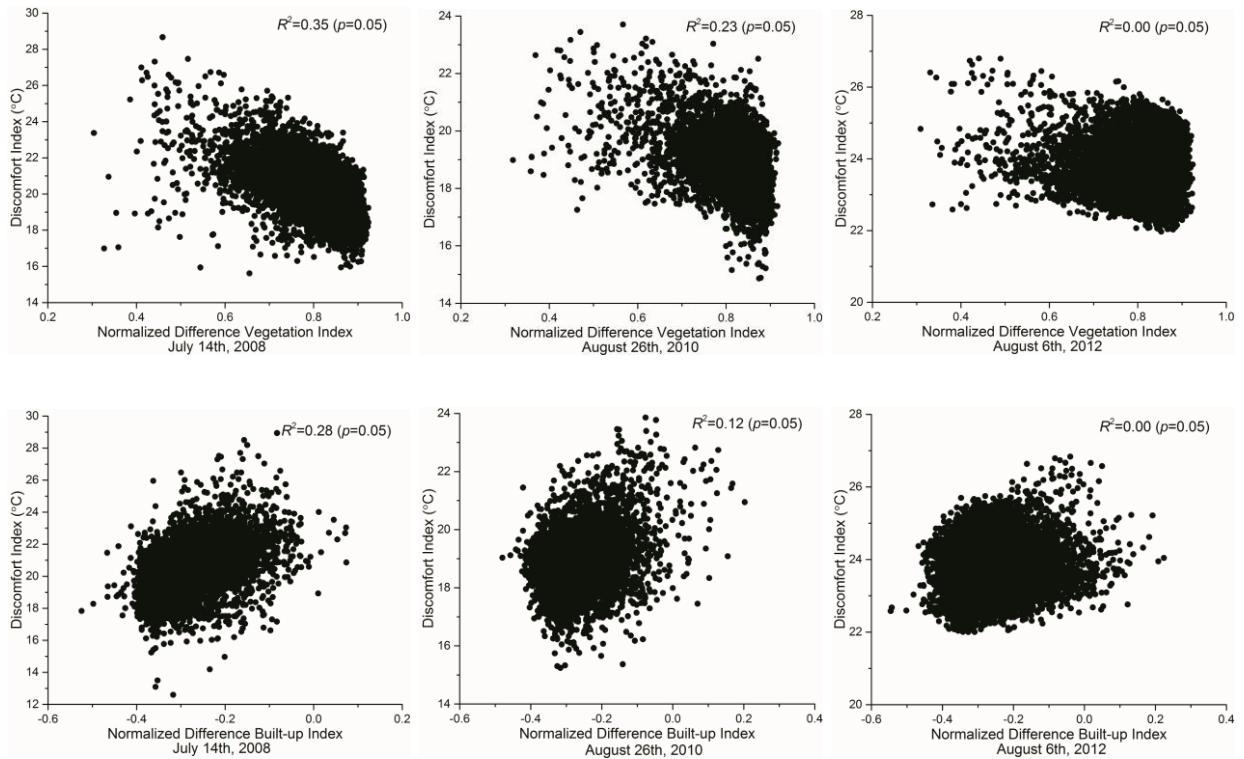 R²=0.35 (p=0.05)
30
28
26
24
22
20
18
16
14
Discomfort Index (°C)
0.2 0.4 0.6 0.8 1.0
Normalized Difference Vegetation Index
July 14th, 2008
R²=0.23 (p=0.05)
24
22
20
18
16
14
Discomfort Index (°C)
0.2 0.4 0.6 0.8 1.0
Normalized Difference Vegetation Index
August 26th, 2010
R²=0.00 (p=0.05)
28
26
24
22
20
Discomfort Index (°C)
0.2 0.4 0.6 0.8 1.0
Normalized Difference Vegetation Index
August 6th, 2012
R²=0.28 (p=0.05)
30
28
26
24
22
20
18
16
14
12
Discomfort Index (°C)
-0.6 -0.4 -0.2 0.0 0.2
Normalized Difference Built-up Index
July 14th, 2008
R²=0.12 (p=0.05)
24
22
20
18
16
14
Discomfort Index (°C)
-0.6 -0.4 -0.2 0.0 0.2 0.4
Normalized Difference Built-up Index
August 26th, 2010
R²=0.00 (p=0.05)
28
26
24
22
20
Discomfort Index (°C)
-0.6 -0.4 -0.2 0.0 0.2 0.4
Normalized Difference Built-up Index
August 6th, 2012